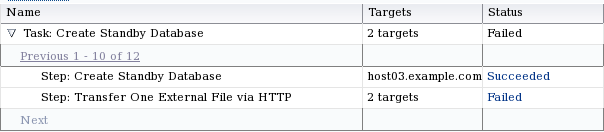 Name Targets Status
Task: Create Standby Database 2 targets Failed
Previous 1 - 10 of 12
Step: Create Standby Database host03.example.com Succeeded
Step: Transfer One External File via HTTP 2 targets Failed
Next